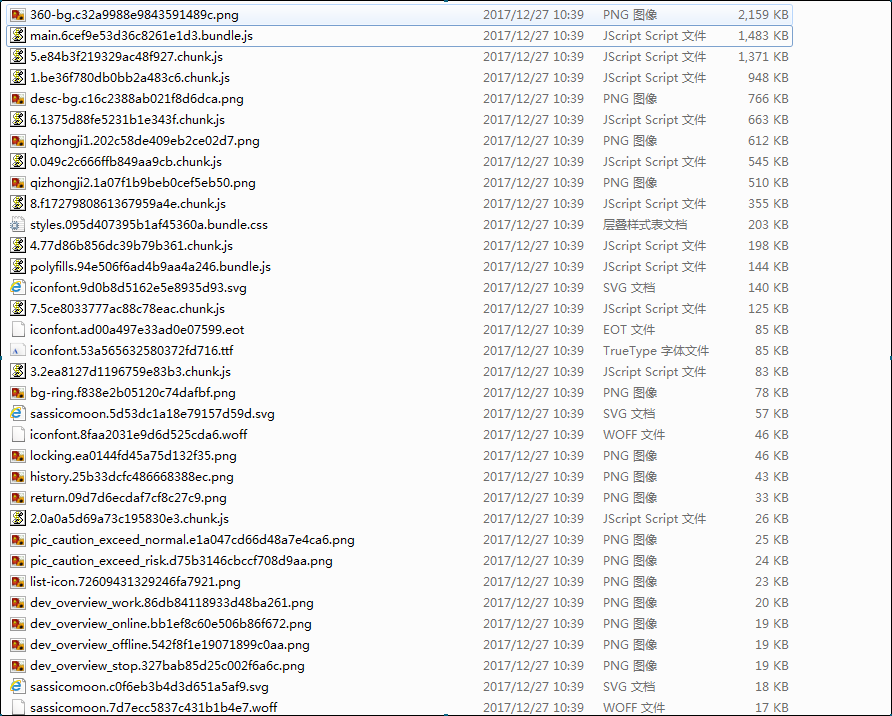 360-bg.c32a9988e9843591489c.png 2017/12/27 10:39 PNG 图像 2,159 KB
main.6cef9e53d36c8261e1d3.bundle.js 2017/12/27 10:39 JScript Script 文件 1,483 KB
5.e84b3f219329ac48f927.chunk.js 2017/12/27 10:39 JScript Script 文件 1,371 KB
1.be36f780db0bb2a483c6.chunk.js 2017/12/27 10:39 JScript Script 文件 948 KB
desc-bg.c16c2388ab021f8d6dca.png 2017/12/27 10:39 PNG 图像 766 KB
6.1375d88fe5231b1e343f.chunk.js 2017/12/27 10:39 JScript Script 文件 663 KB
qizhongji1.202c58de409eb2ce02d7.png 2017/12/27 10:39 PNG 图像 612 KB
0.049c2c666ffb849aa9cb.chunk.js 2017/12/27 10:39 JScript Script 文件 545 KB
qizhongji2.1a07f1b9beb0cef5eb50.png 2017/12/27 10:39 PNG 图像 510 KB
8.f1727980861367959a4e.chunk.js 2017/12/27 10:39 JScript Script 文件 355 KB
styles.095d407395b1af45360a.bundle.css 2017/12/27 10:39 层叠样式表文档 203 KB
4.77d86b856dc39b79b361.chunk.js 2017/12/27 10:39 JScript Script 文件 198 KB
polyfills.94e506f6ad4b9aa4a246.bundle.js 2017/12/27 10:39 JScript Script 文件 144 KB
iconfont.9d0b8d5162e5e8935d93.svg 2017/12/27 10:39 SVG 文档 140 KB
7.5ce8033777ac88c78eac.chunk.js 2017/12/27 10:39 JScript Script 文件 125 KB
iconfont.ad00a497e33ad0e07599.eot 2017/12/27 10:39 EOT 文件 85 KB
iconfont.53a565632580372fd716.ttf 2017/12/27 10:39 TrueType 字体文件 85 KB
3.2ea8127d1196759e83b3.chunk.js 2017/12/27 10:39 JScript Script 文件 83 KB
bg-ring.f838e2b05120c74dafbf.png 2017/12/27 10:39 PNG 图像 78 KB
sassicomoon.5d53dc1a18e79157d59d.svg 2017/12/27 10:39 SVG 文档 57 KB
iconfont.8faa2031e9d6d525cda6.woff 2017/12/27 10:39 WOFF 文件 46 KB
locking.ea0144fd45a75d132f35.png 2017/12/27 10:39 PNG 图像 46 KB
history.25b33dcfc486668388ec.png 2017/12/27 10:39 PNG 图像 43 KB
return.09d7d6ecdaf7cf8c27c9.png 2017/12/27 10:39 PNG 图像 33 KB
2.0a0a5d69a73c195830e3.chunk.js 2017/12/27 10:39 JScript Script 文件 26 KB
pic_caution_exceed_normal.e1a047cd66d48a7e4ca6.png 2017/12/27 10:39 PNG 图像 25 KB
pic_caution_exceed_risk.d75b3146cbccf708d9aa.png 2017/12/27 10:39 PNG 图像 24 KB
list-icon.72609431329246fa7921.png 2017/12/27 10:39 PNG 图像 23 KB
dev_overview_work.86db84118933d48ba261.png 2017/12/27 10:39 PNG 图像 20 KB
dev_overview_online.bb1ef8c60e506b86f672.png 2017/12/27 10:39 PNG 图像 19 KB
dev_overview_offline.542f8f1e19071899c0aa.png 2017/12/27 10:39 PNG 图像 19 KB
dev_overview_stop.327bab85d25c002f6a6c.png 2017/12/27 10:39 PNG 图像 19 KB
sassicomoon.c0f6eb3b4d3d651a5af9.svg 2017/12/27 10:39 SVG 文档 18 KB
sassicomoon.7d7ecc5837c431b1b4e7.woff 2017/12/27 10:39 WOFF 文件 17 KB